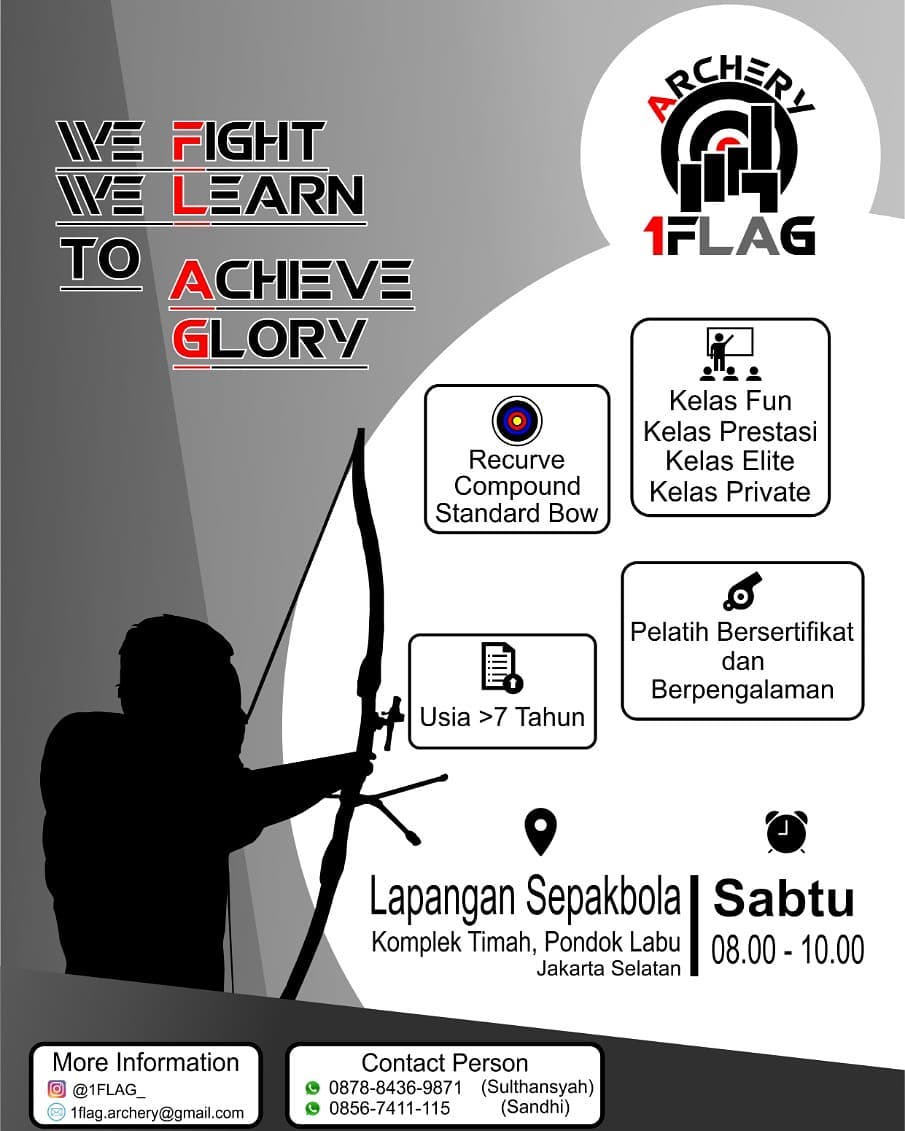 WE FIGHT
WE LEARN
TO ACHIEVE
GLORY
ARCHERY
1FLAG
Recurve
Compound
Standard Bow
Kelas Fun
Kelas Prestasi
Kelas Elite
Kelas Private
Usia >7 Tahun
Pelatih Bersertifikat
dan
Berpengalaman
Lapangan Sepakbola
Komplek Timah, Pondok Labu
Jakarta Selatan
Sabtu
08.00 - 10.00
More Information
@1FLAG_
1flag.archery@gmail.com
Contact Person
0878-8436-9871 (Sulthansyah)
0856-7411-115 (Sandhi)